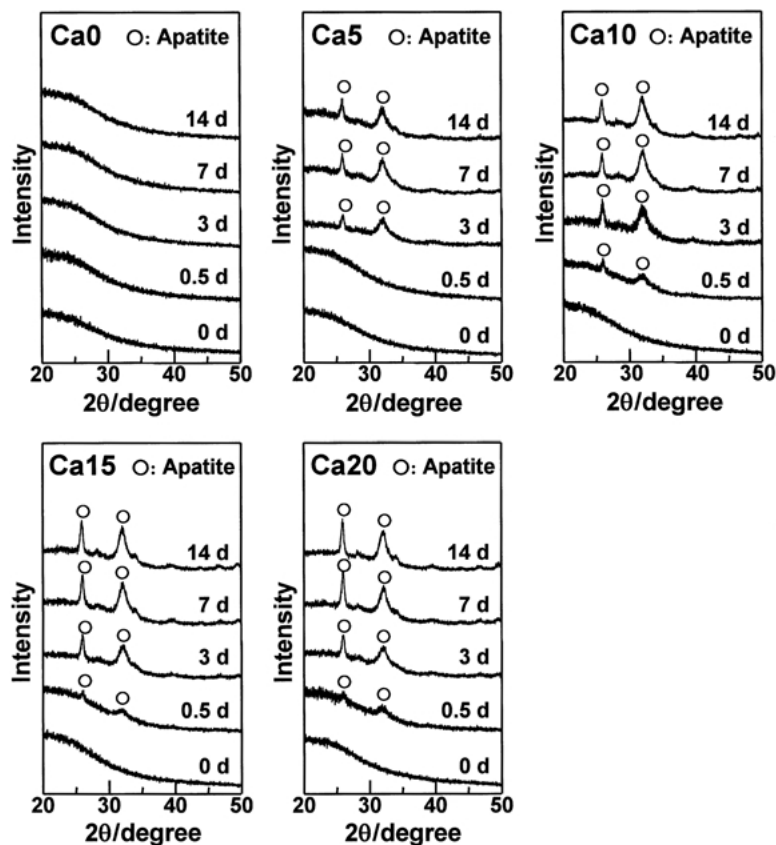 Ca0 ○: Apatite
14 d
7 d
3 d
0.5 d
0 d
Intensity
20 30 40 50
2θ/degree
Ca5 ○: Apatite
14 d
7 d
3 d
0.5 d
0 d
Intensity
20 30 40 50
2θ/degree
Ca10 ○: Apatite
14 d
7 d
3 d
0.5 d
0 d
Intensity
20 30 40 50
2θ/degree
Ca15 ○: Apatite
14 d
7 d
3 d
0.5 d
0 d
Intensity
20 30 40 50
2θ/degree
Ca20 ○: Apatite
14 d
7 d
3 d
0.5 d
0 d
Intensity
20 30 40 50
2θ/degree